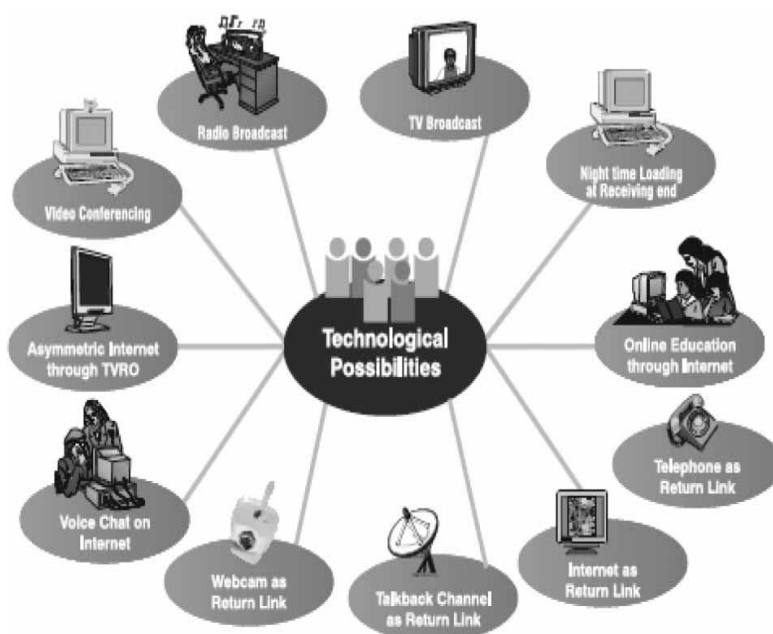 Radio Broadcast
TV Broadcast
Video Conferencing
Night time Loading
at Receiving end
Technological
Possibilities
Asymmetric Internet
through TVRO
Online Education
through Internet
Voice Chat on
Internet
Telephone as
Return Link
Webcam as
Return Link
Talkback Channel
as Return Link
Internet as
Return Link